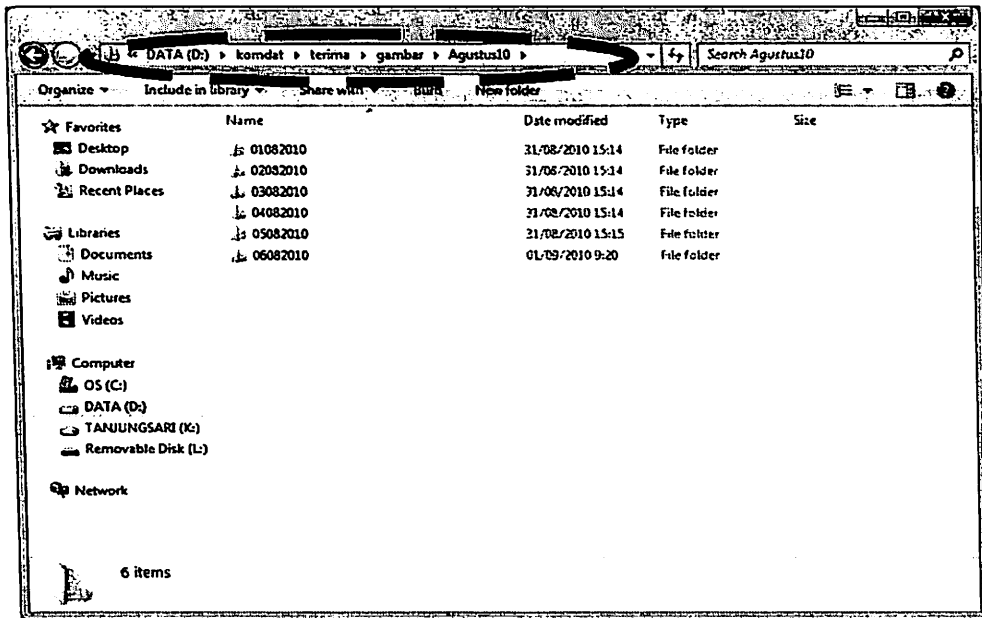 « DATA (D:) ▸ komdat ▸ terima ▸ gambar ▸ Agustus10 ▸ Search Agustus10
Organize Include in library Share with Burn New folder
Name Date modified Type Size
01082010 31/08/2010 15:14 File folder
02082010 31/08/2010 15:14 File folder
03082010 31/08/2010 15:14 File folder
04082010 31/08/2010 15:14 File folder
05082010 31/08/2010 15:15 File folder
06082010 01/09/2010 9:20 File folder
Favorites
Desktop
Downloads
Recent Places
Libraries
Documents
Music
Pictures
Videos
Computer
OS (C:)
DATA (D:)
TANJUNGSARI (K:)
Removable Disk (L:)
Network
6 items